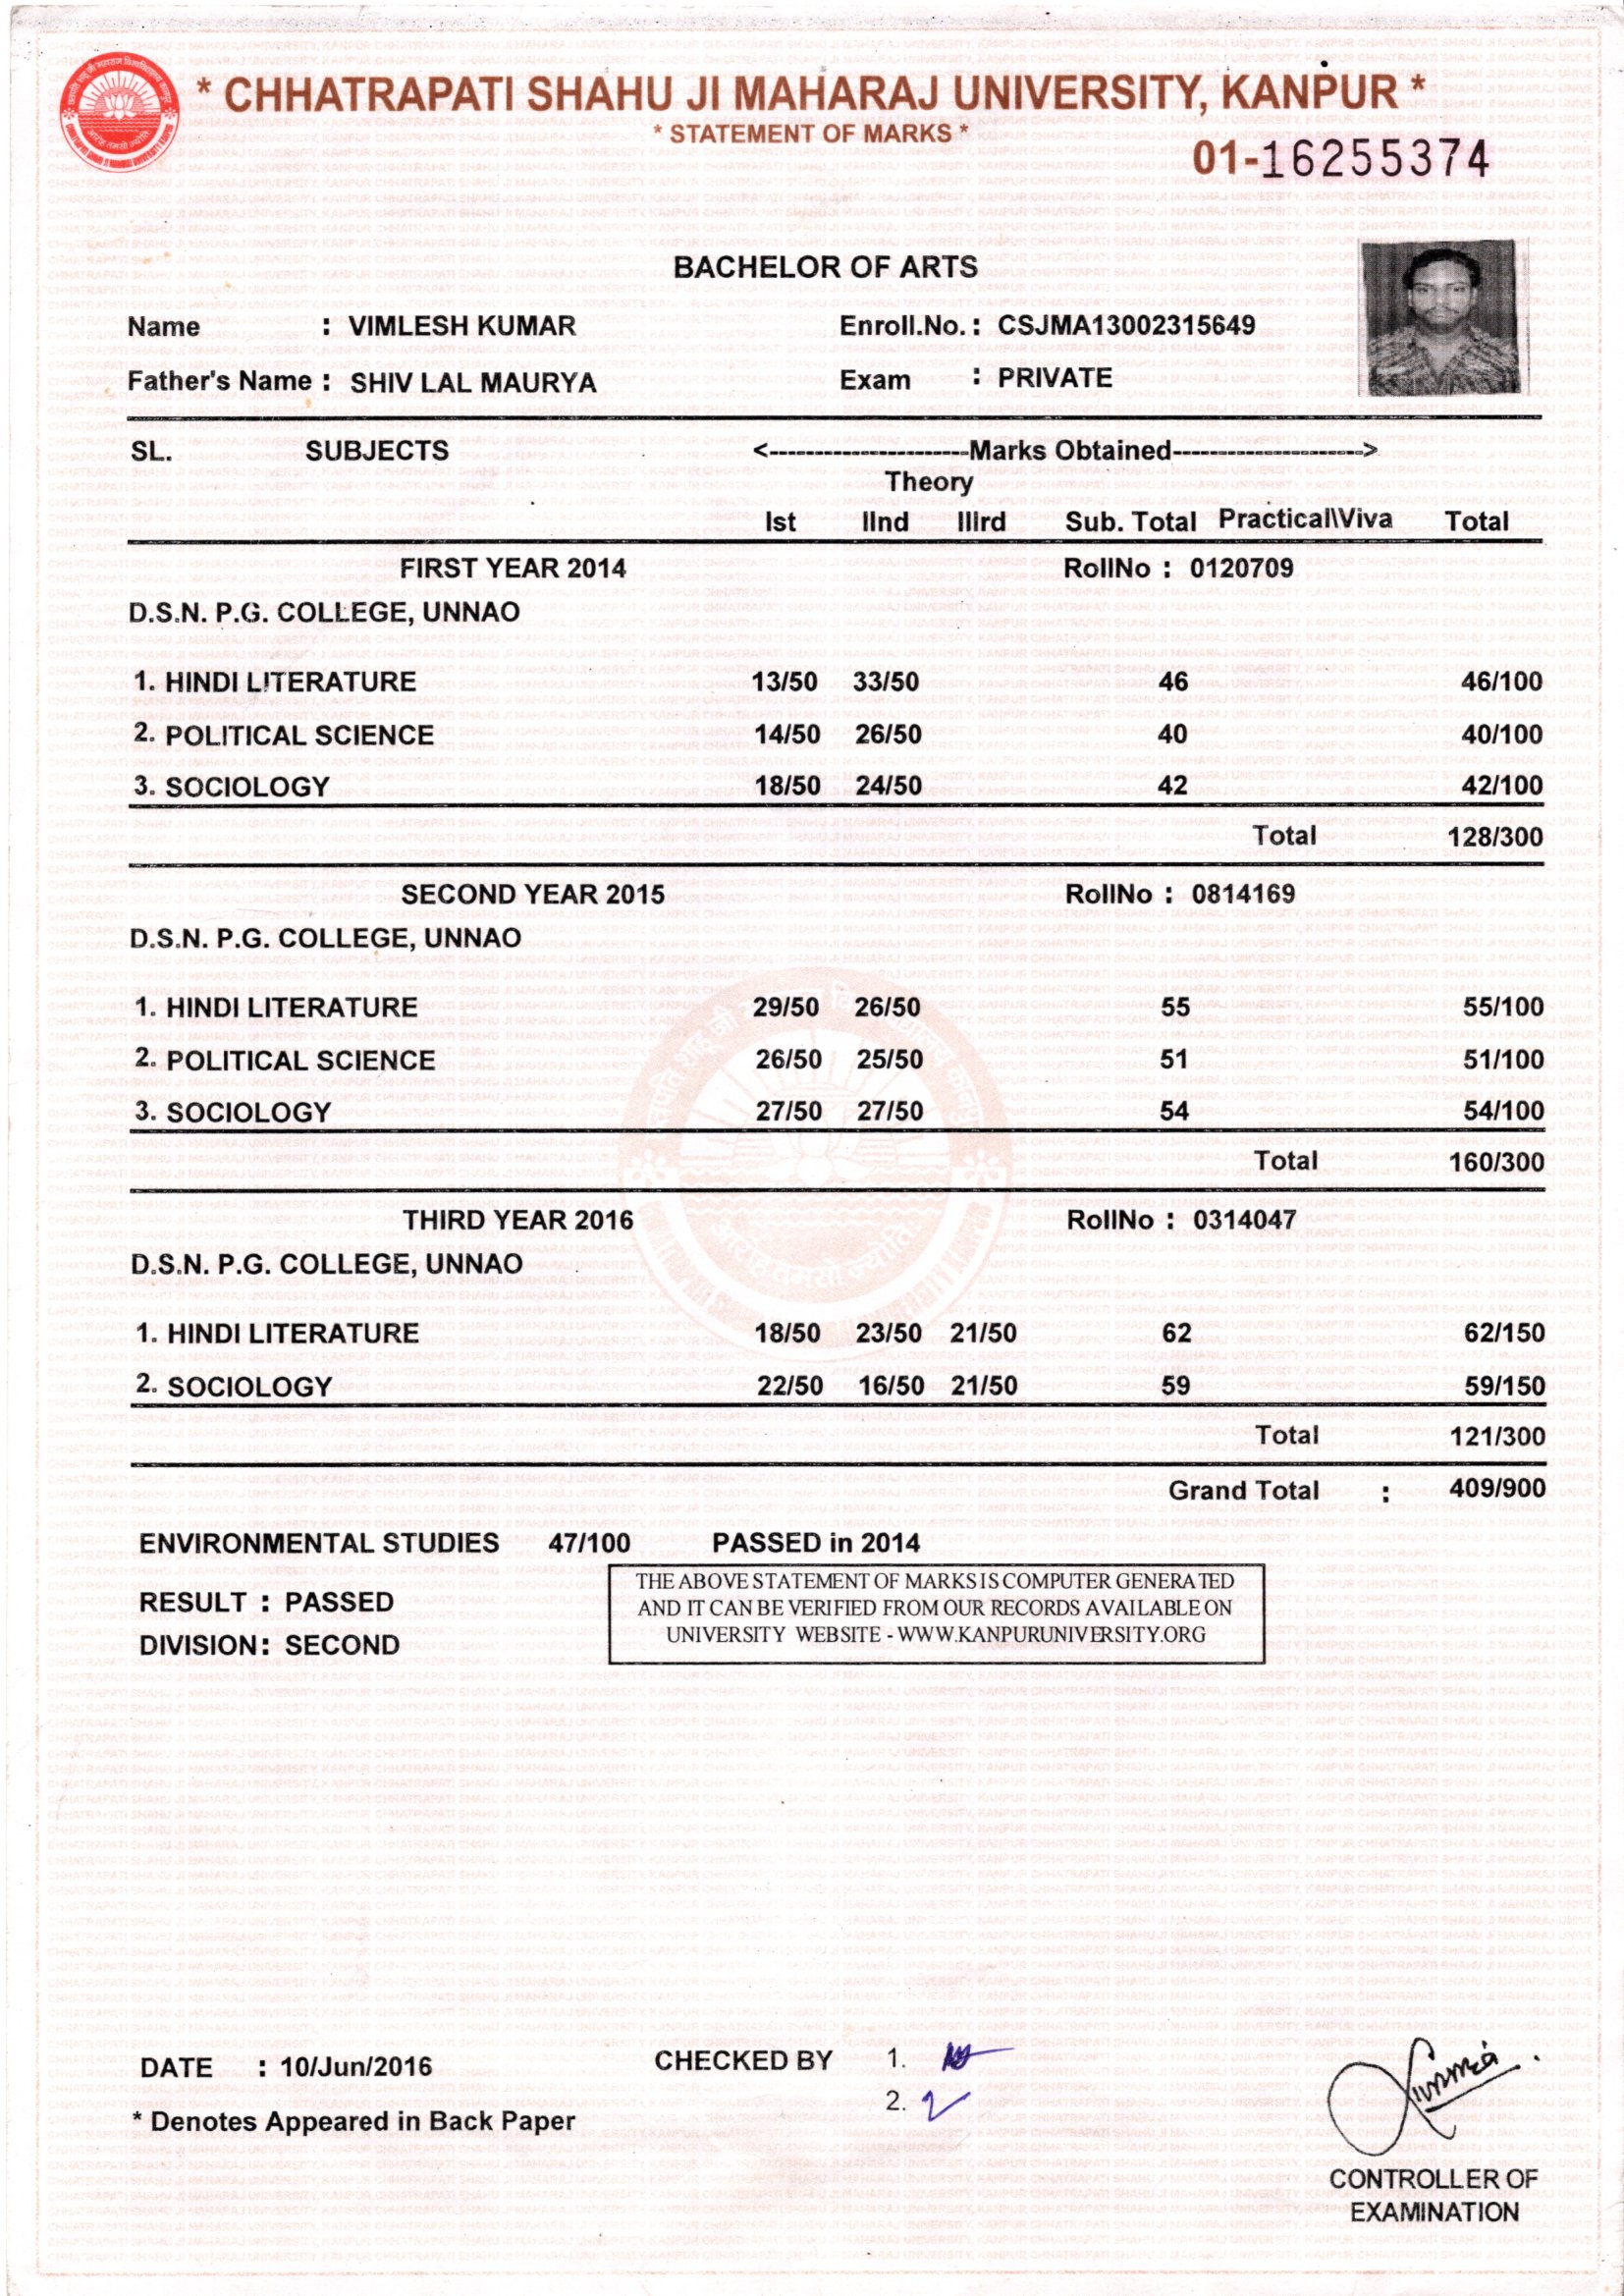 * CHHATRAPATI SHAHU JI MAHARAJ UNIVERSITY, KANPUR *
* STATEMENT OF MARKS *
01-16255374
BACHELOR OF ARTS
Name : VIMLESH KUMAR Enroll.No. : CSJMA13002315649
Father's Name : SHIV LAL MAURYA Exam : PRIVATE
SL. SUBJECTS <----------------------Marks Obtained---------------------->
Theory
Ist IInd IIIrd Sub. Total Practical\Viva Total
FIRST YEAR 2014 RollNo : 0120709
D.S.N. P.G. COLLEGE, UNNAO
1. HINDI LITERATURE 13/50 33/50 46 46/100
2. POLITICAL SCIENCE 14/50 26/50 40 40/100
3. SOCIOLOGY 18/50 24/50 42 42/100
Total 128/300
SECOND YEAR 2015 RollNo : 0814169
D.S.N. P.G. COLLEGE, UNNAO
1. HINDI LITERATURE 29/50 26/50 55 55/100
2. POLITICAL SCIENCE 26/50 25/50 51 51/100
3. SOCIOLOGY 27/50 27/50 54 54/100
Total 160/300
THIRD YEAR 2016 RollNo : 0314047
D.S.N. P.G. COLLEGE, UNNAO
1. HINDI LITERATURE 18/50 23/50 21/50 62 62/150
2. SOCIOLOGY 22/50 16/50 21/50 59 59/150
Total 121/300
Grand Total : 409/900
ENVIRONMENTAL STUDIES 47/100 PASSED in 2014
RESULT : PASSED
DIVISION : SECOND
THE ABOVE STATEMENT OF MARKS IS COMPUTER GENERATED
AND IT CAN BE VERIFIED FROM OUR RECORDS AVAILABLE ON
UNIVERSITY WEBSITE - WWW.KANPURUNIVERSITY.ORG
DATE : 10/Jun/2016 CHECKED BY 1.
2.
* Denotes Appeared in Back Paper
CONTROLLER OF
EXAMINATION